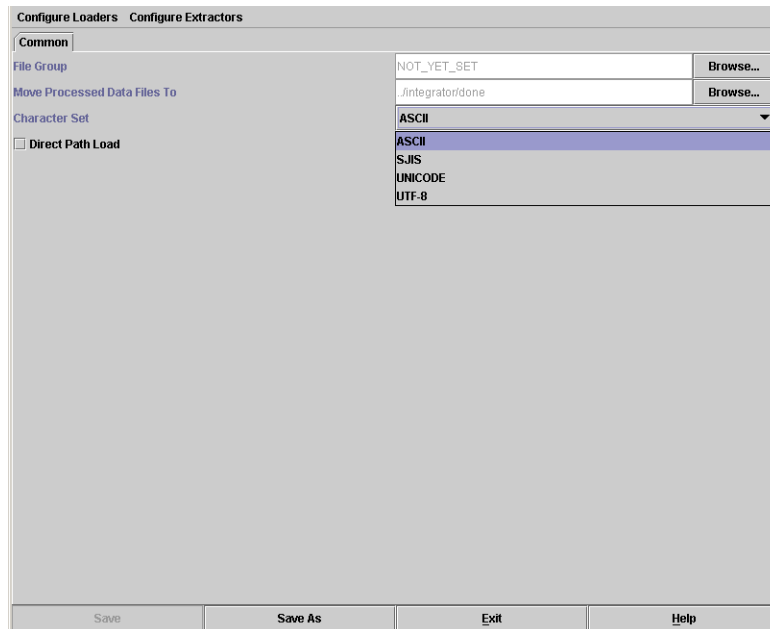 Configure Loaders Configure Extractors
Common
File Group NOT_YET_SET Browse...
Move Processed Data Files To ../integrator/done Browse...
Character Set ASCII
Direct Path Load ASCII
SJIS
UNICODE
UTF-8
Save Save As Exit Help